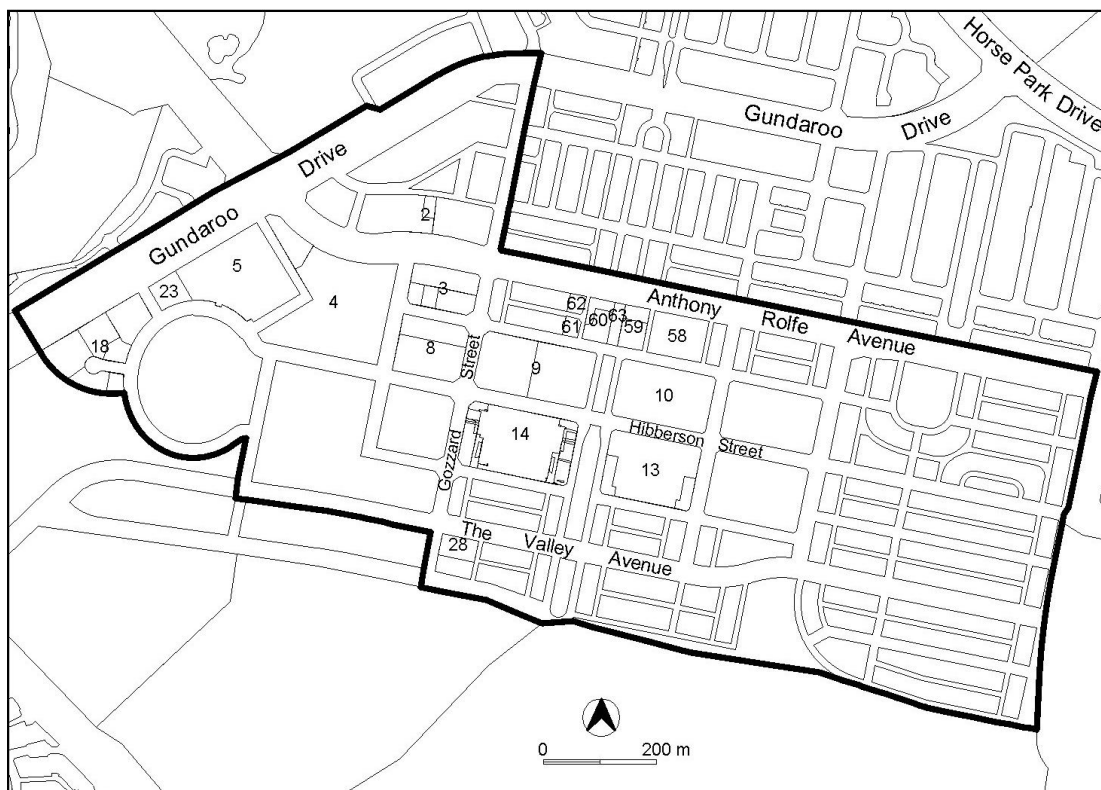 Horse Park Drive
Gundaroo Drive
Gundaroo Drive
2
5
23
4
3
18
8
Street
Gozzard
62
61
60
63
59
58
Anthony Rolfe Avenue
9
10
14
Hibberson Street
13
The Valley Avenue
28
0 200 m